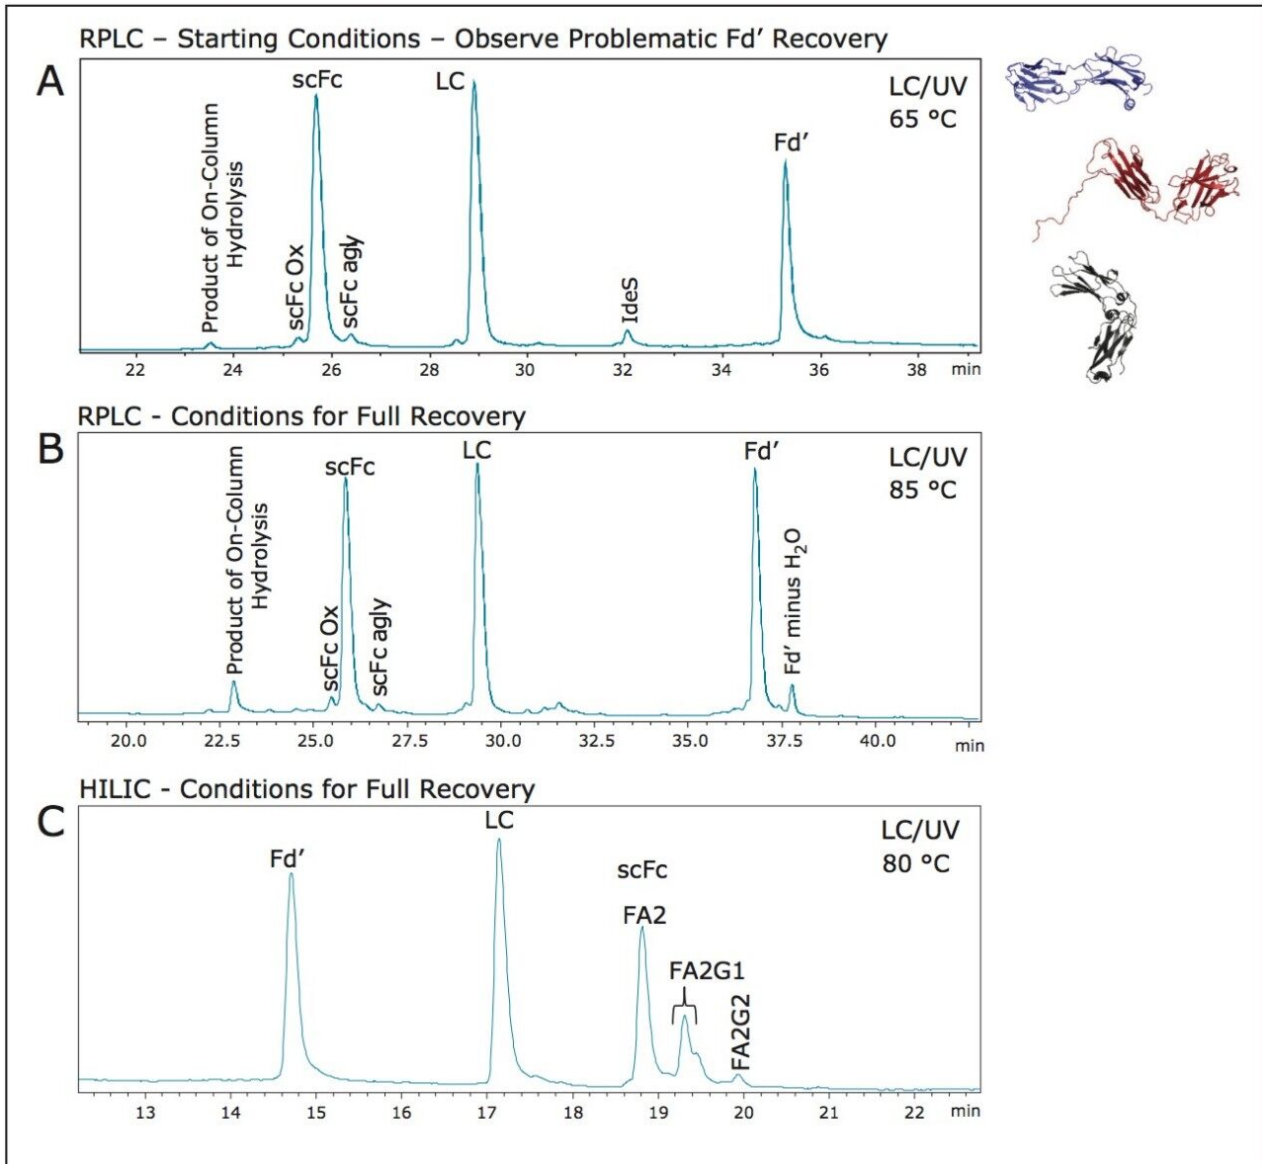 RPLC – Starting Conditions – Observe Problematic Fd′ Recovery
A
scFc
LC
LC/UV
65 °C
Fd′
Product of On-Column
Hydrolysis
scFc Ox
scFc agly
IdeS
22 24 26 28 30 32 34 36 38 min
RPLC - Conditions for Full Recovery
B
scFc
LC
Fd′
LC/UV
85 °C
Product of On-Column
Hydrolysis
scFc Ox
scFc agly
Fd′ minus H₂O
20.0 22.5 25.0 27.5 30.0 32.5 35.0 37.5 40.0 min
HILIC - Conditions for Full Recovery
C
Fd′
LC
LC/UV
80 °C
scFc
FA2
FA2G1
FA2G2
13 14 15 16 17 18 19 20 21 22 min